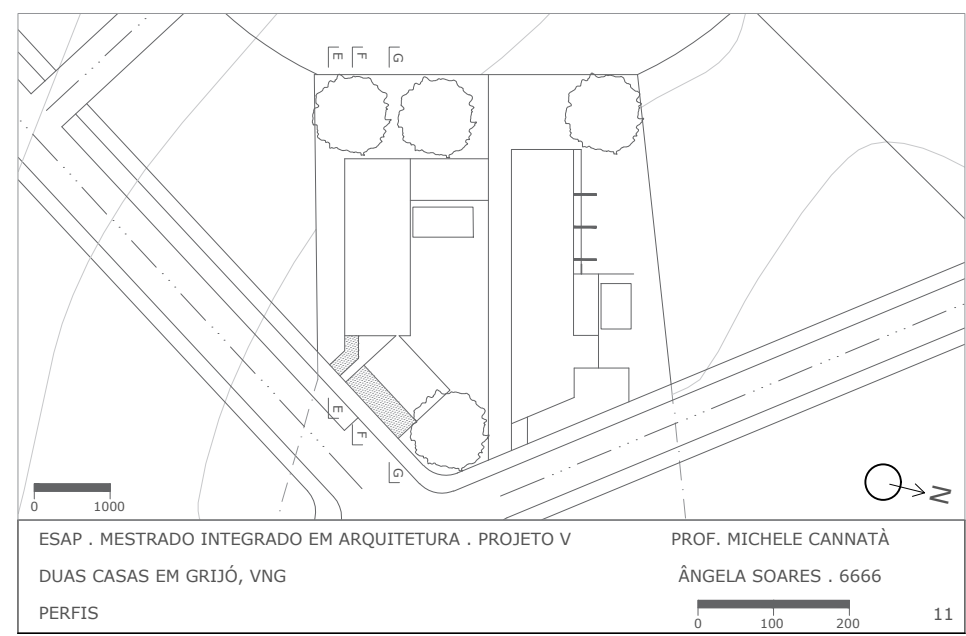 E F G
E
F
G
0 1000
N
ESAP . MESTRADO INTEGRADO EM ARQUITETURA . PROJETO V PROF. MICHELE CANNATÀ
DUAS CASAS EM GRIJÓ, VNG ÂNGELA SOARES . 6666
PERFIS 0 100 200 11